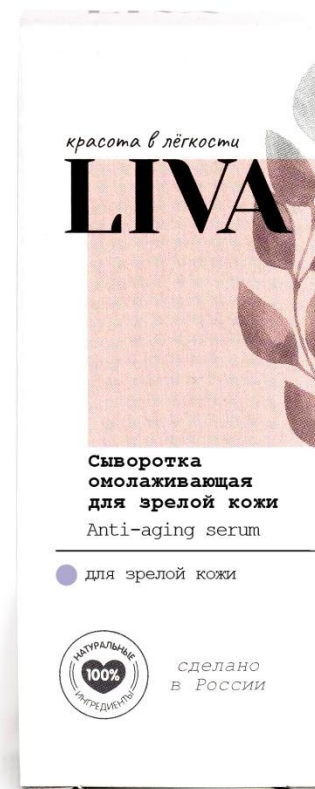 красота в лёгкости
LIVA
Сыворотка
омолаживающая
для зрелой кожи
Anti-aging serum
для зрелой кожи
НАТУРАЛЬНЫЕ
100%
ИНГРЕДИЕНТЫ
сделано
в России